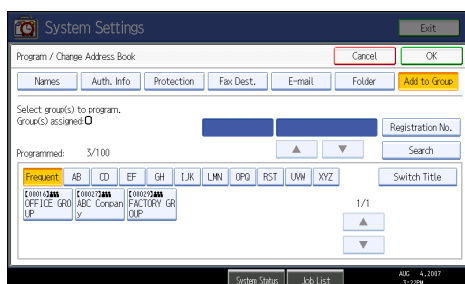 System Settings
Exit
Program / Change Address Book
Cancel
OK
Names
Auth. Info
Protection
Fax Dest.
E-mail
Folder
Add to Group
Select group(s) to program.
Group(s) assigned:0
Registration No.
Programmed: 3/100
Search
Frequent
AB
CD
EF
GH
IJK
LMN
OPQ
RST
UVW
XYZ
Switch Title
[00016]
OFFICE GRO
UP
[00027]
ABC Conpan
y
[00029]
FACTORY GR
OUP
1/1
System Status
Job List
AUG 4,2007
3:22PM